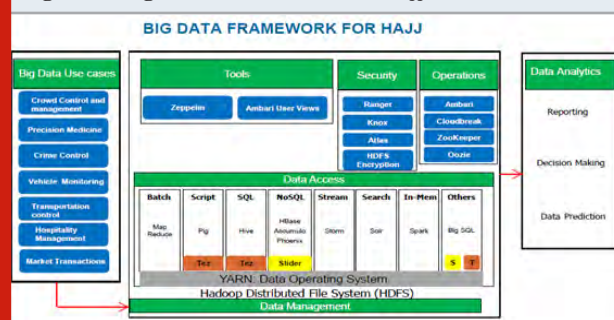 BIG DATA FRAMEWORK FOR HAJJ
Big Data Use cases
Crowd Control and
management
Precision Medicine
Crime Control
Vehicle Monitoring
Transportation
control
Hospitality
Management
Market Transactions
Tools
Zeppelin
Ambari User Views
Security
Ranger
Knox
Atlas
HDFS
Encryption
Operations
Ambari
Cloudbreak
ZooKeeper
Oozie
Data Access
Batch
Script
SQL
NoSQL
Stream
Search
In-Mem
Others
Map
Reduce
Pig
Hive
HBase
Accumulo
Phoenix
Storm
Solr
Spark
Big SQL
Tez
Tez
Slider
S
T
YARN: Data Operating System
Hadoop Distributed File System (HDFS)
Data Management
Data Analytics
Reporting
Decision Making
Data Prediction